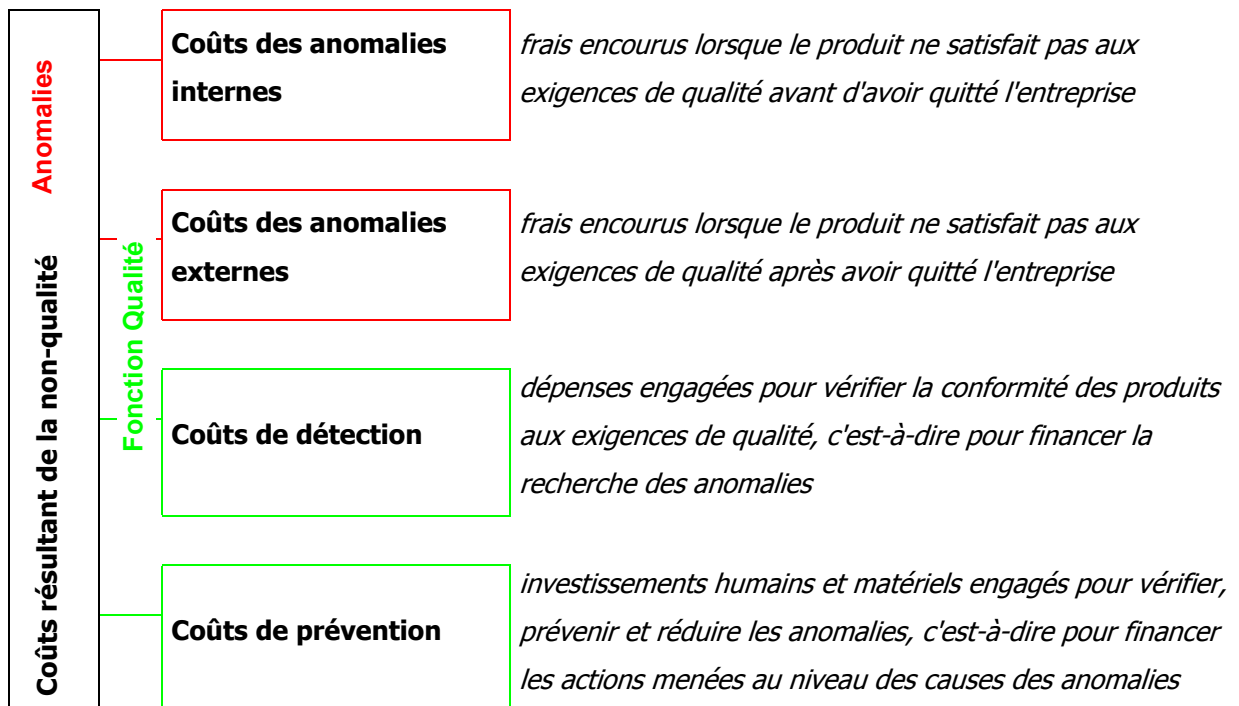 Coûts résultant de la non-qualité
Anomalies
Fonction Qualité
Coûts des anomalies
internes
frais encourus lorsque le produit ne satisfait pas aux
exigences de qualité avant d'avoir quitté l'entreprise
Coûts des anomalies
externes
frais encourus lorsque le produit ne satisfait pas aux
exigences de qualité après avoir quitté l'entreprise
Coûts de détection
dépenses engagées pour vérifier la conformité des produits
aux exigences de qualité, c'est-à-dire pour financer la
recherche des anomalies
Coûts de prévention
investissements humains et matériels engagés pour vérifier,
prévenir et réduire les anomalies, c'est-à-dire pour financer
les actions menées au niveau des causes des anomalies